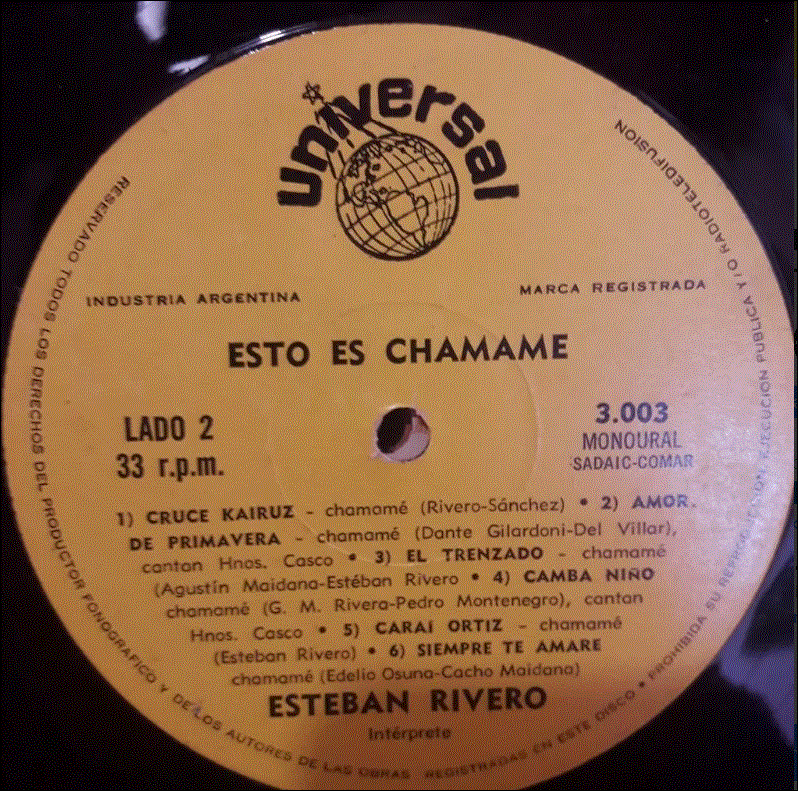 universal
INDUSTRIA ARGENTINA
MARCA REGISTRADA
ESTO ES CHAMAME
LADO 2
33 r.p.m.
3.003
MONOURAL
SADAIC-COMAR
1) CRUCE KAIRUZ - chamamé (Rivero-Sánchez) • 2) AMOR.
DE PRIMAVERA - chamamé (Dante Gilardoni-Del Villar),
cantan Hnos. Casco • 3) EL TRENZADO - chamamé
(Agustín Maidana-Estéban Rivero • 4) CAMBA NIÑO
chamamé (G. M. Rivera-Pedro Montenegro), cantan
Hnos. Casco • 5) CARAI ORTIZ - chamamé
(Esteban Rivero) • 6) SIEMPRE TE AMARE
chamamé (Edelio Osuna-Cacho Maidana)
ESTEBAN RIVERO
Intérprete
RESERVADO TODOS LOS DERECHOS DEL PRODUCTOR FONOGRAFICO Y DE LOS AUTORES DE LAS OBRAS REGISTRADAS EN ESTE DISCO • PROHIBIDA SU REPRODUCCION, EJECUCION PUBLICA Y/O RADIOTELEDIFUSION